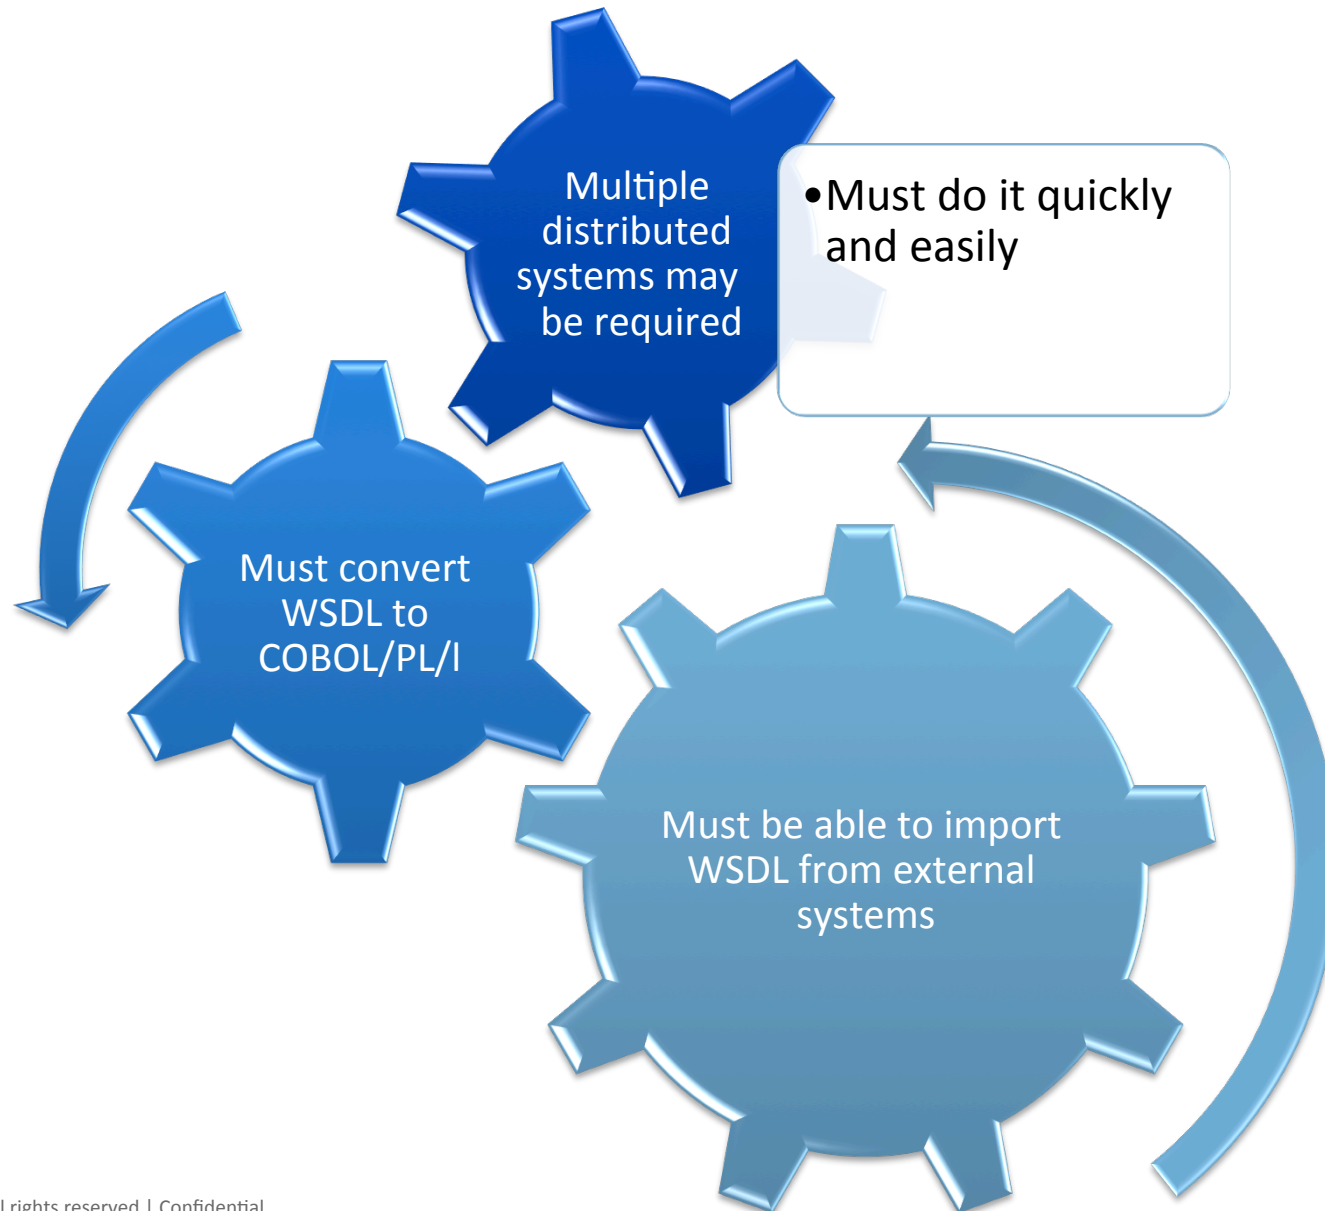 Multiple
distributed
systems may
be required
•Must do it quickly
and easily
Must convert
WSDL to
COBOL/PL/l
Must be able to import
WSDL from external
systems
rights reserved | Confidential